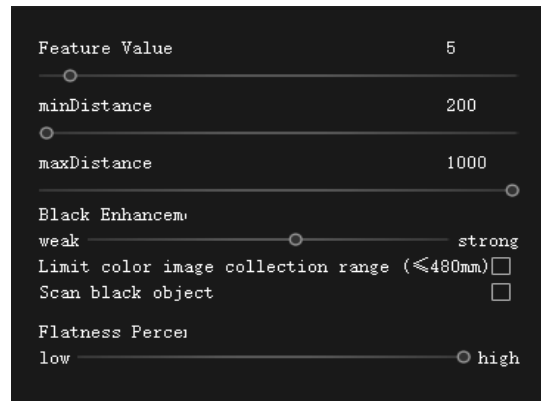 Feature Value 5
minDistance 200
maxDistance 1000
Black Enhancem
weak strong
Limit color image collection range (≤480mm)
Scan black object
Flatness Perce
low high